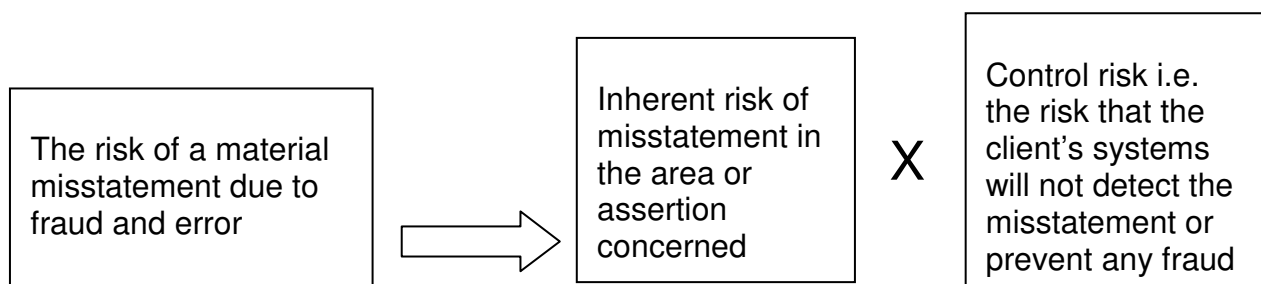 The risk of a material
misstatement due to
fraud and error
Inherent risk of
misstatement in
the area or
assertion
concerned
X
Control risk i.e.
the risk that the
client's systems
will not detect the
misstatement or
prevent any fraud